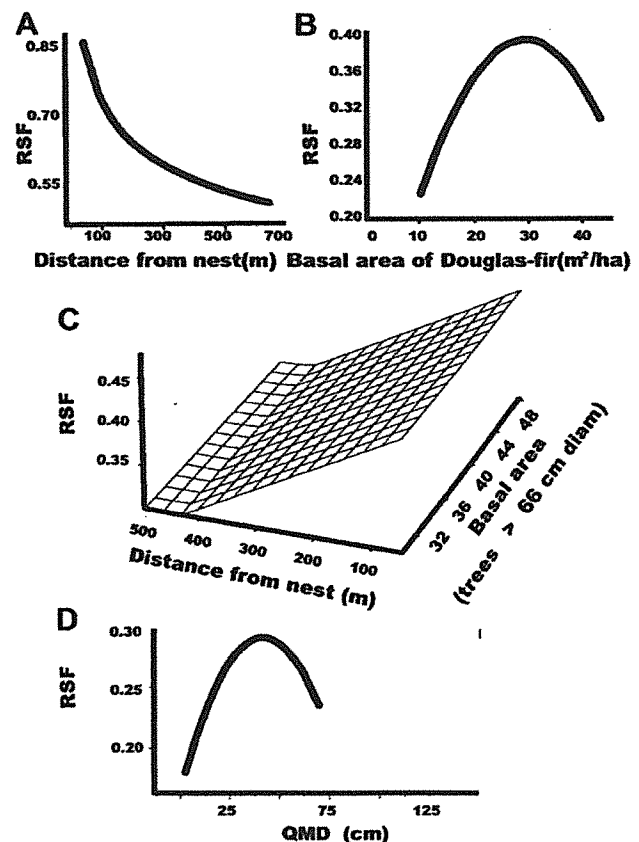 A
RSF
0.85
0.70
0.55
100 300 500 700
Distance from nest(m)
B
RSF
0.40
0.36
0.32
0.28
0.24
0.20
0 10 20 30 40
Basal area of Douglas-fir(m²/ha)
C
RSF
0.45
0.40
0.35
500 400 300 200 100
Distance from nest (m)
32 36 40 44 48
Basal area
(trees > 66 cm diam)
D
RSF
0.30
0.25
0.20
25 75 125
QMD (cm)